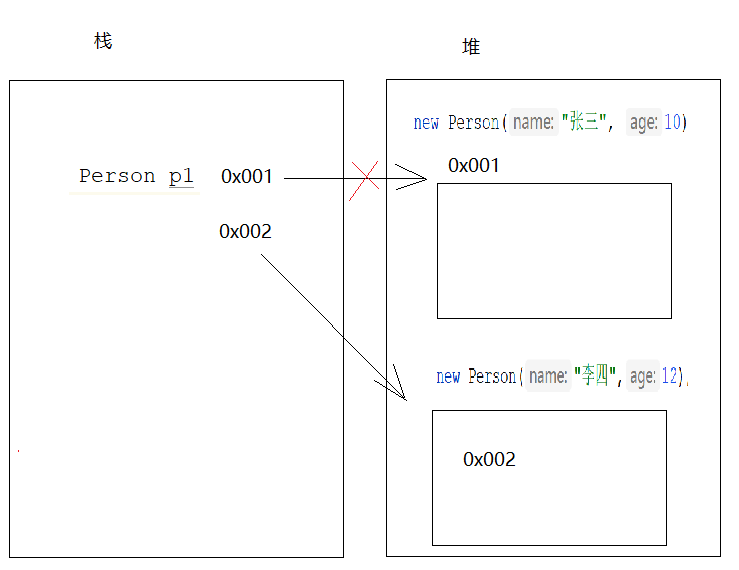 栈
堆
new Person(name: "张三", age: 10)
0x001
Person p1 0x001
0x002
new Person(name: "李四", age: 12)
0x002